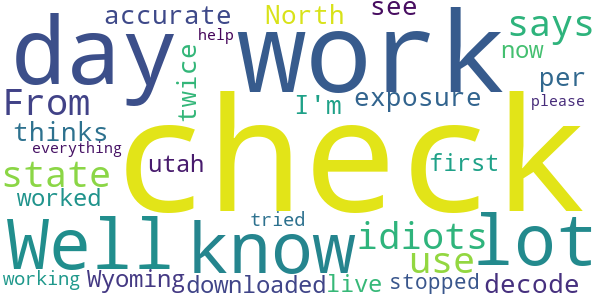 accurate North see
day work says
help now
From twice I'm exposure per
thinks check please
everything
state utah first
worked
Well know tried idiots lot
use
working Wyoming downloaded live stopped decode